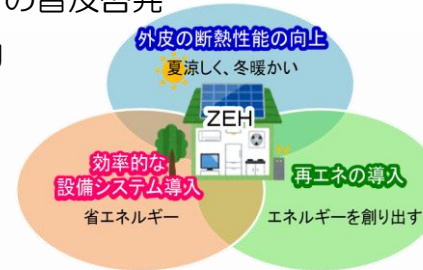 の普及啓発
外皮の断熱性能の向上
夏涼しく、冬暖かい
ZEH
効率的な
設備システム導入
省エネルギー
再エネの導入
エネルギーを創り出す